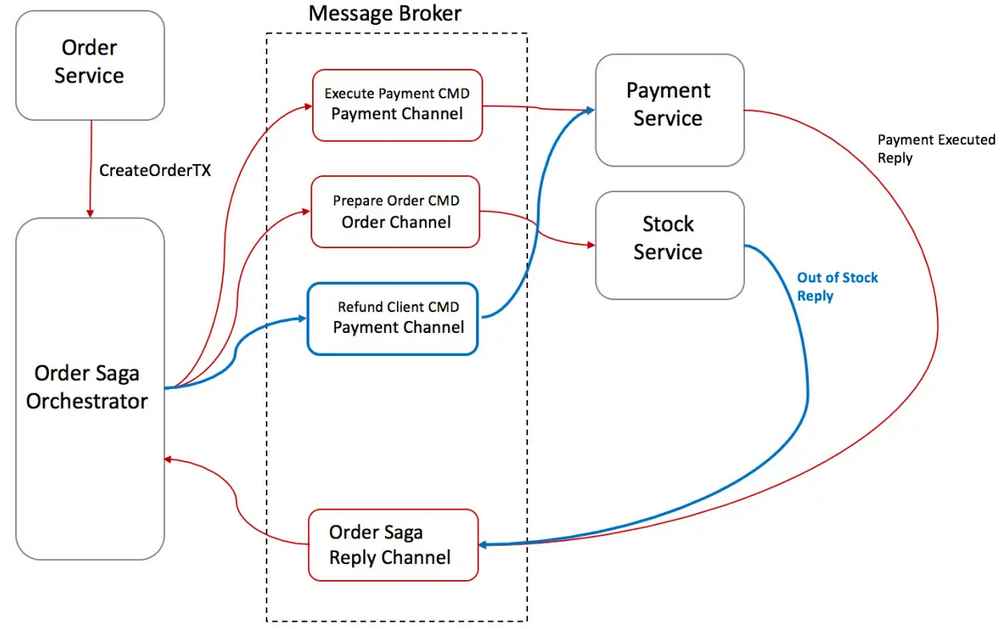 Message Broker
Order
Service
CreateOrderTX
Order Saga
Orchestrator
Execute Payment CMD
Payment Channel
Prepare Order CMD
Order Channel
Refund Client CMD
Payment Channel
Order Saga
Reply Channel
Payment
Service
Stock
Service
Payment Executed
Reply
Out of Stock
Reply